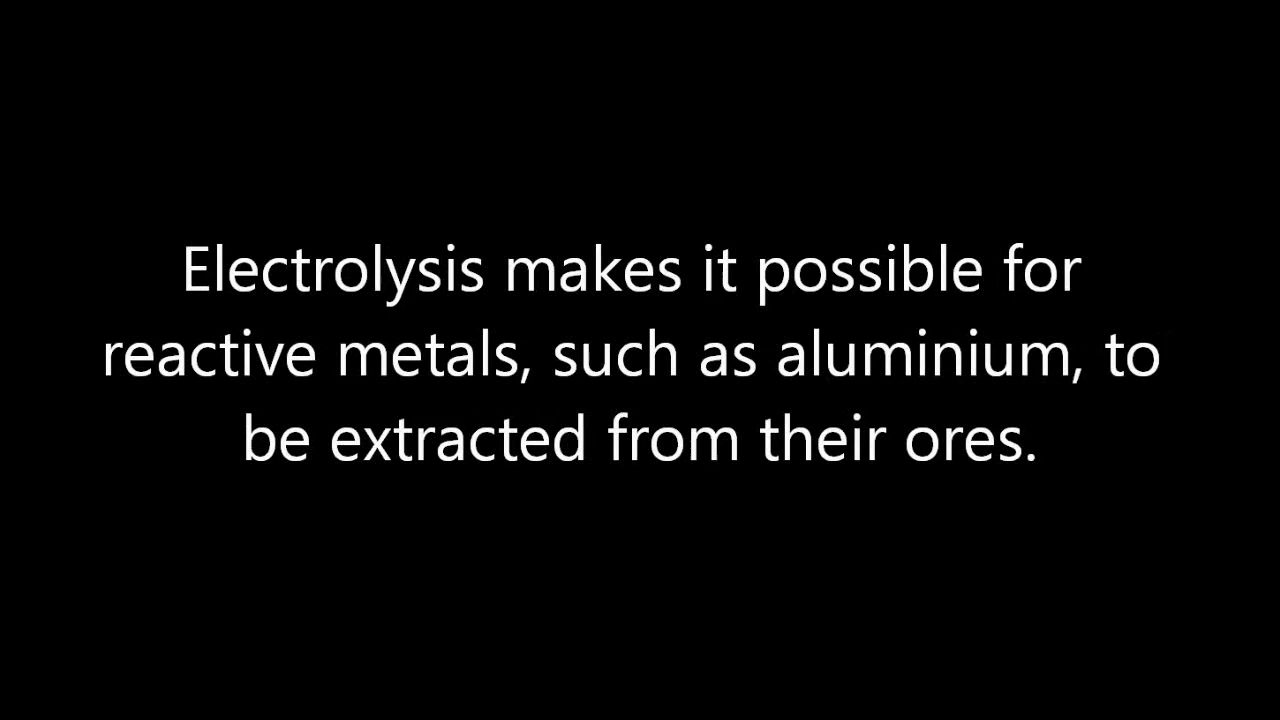 Electrolysis makes it possible for
reactive metals, such as aluminium, to
be extracted from their ores.